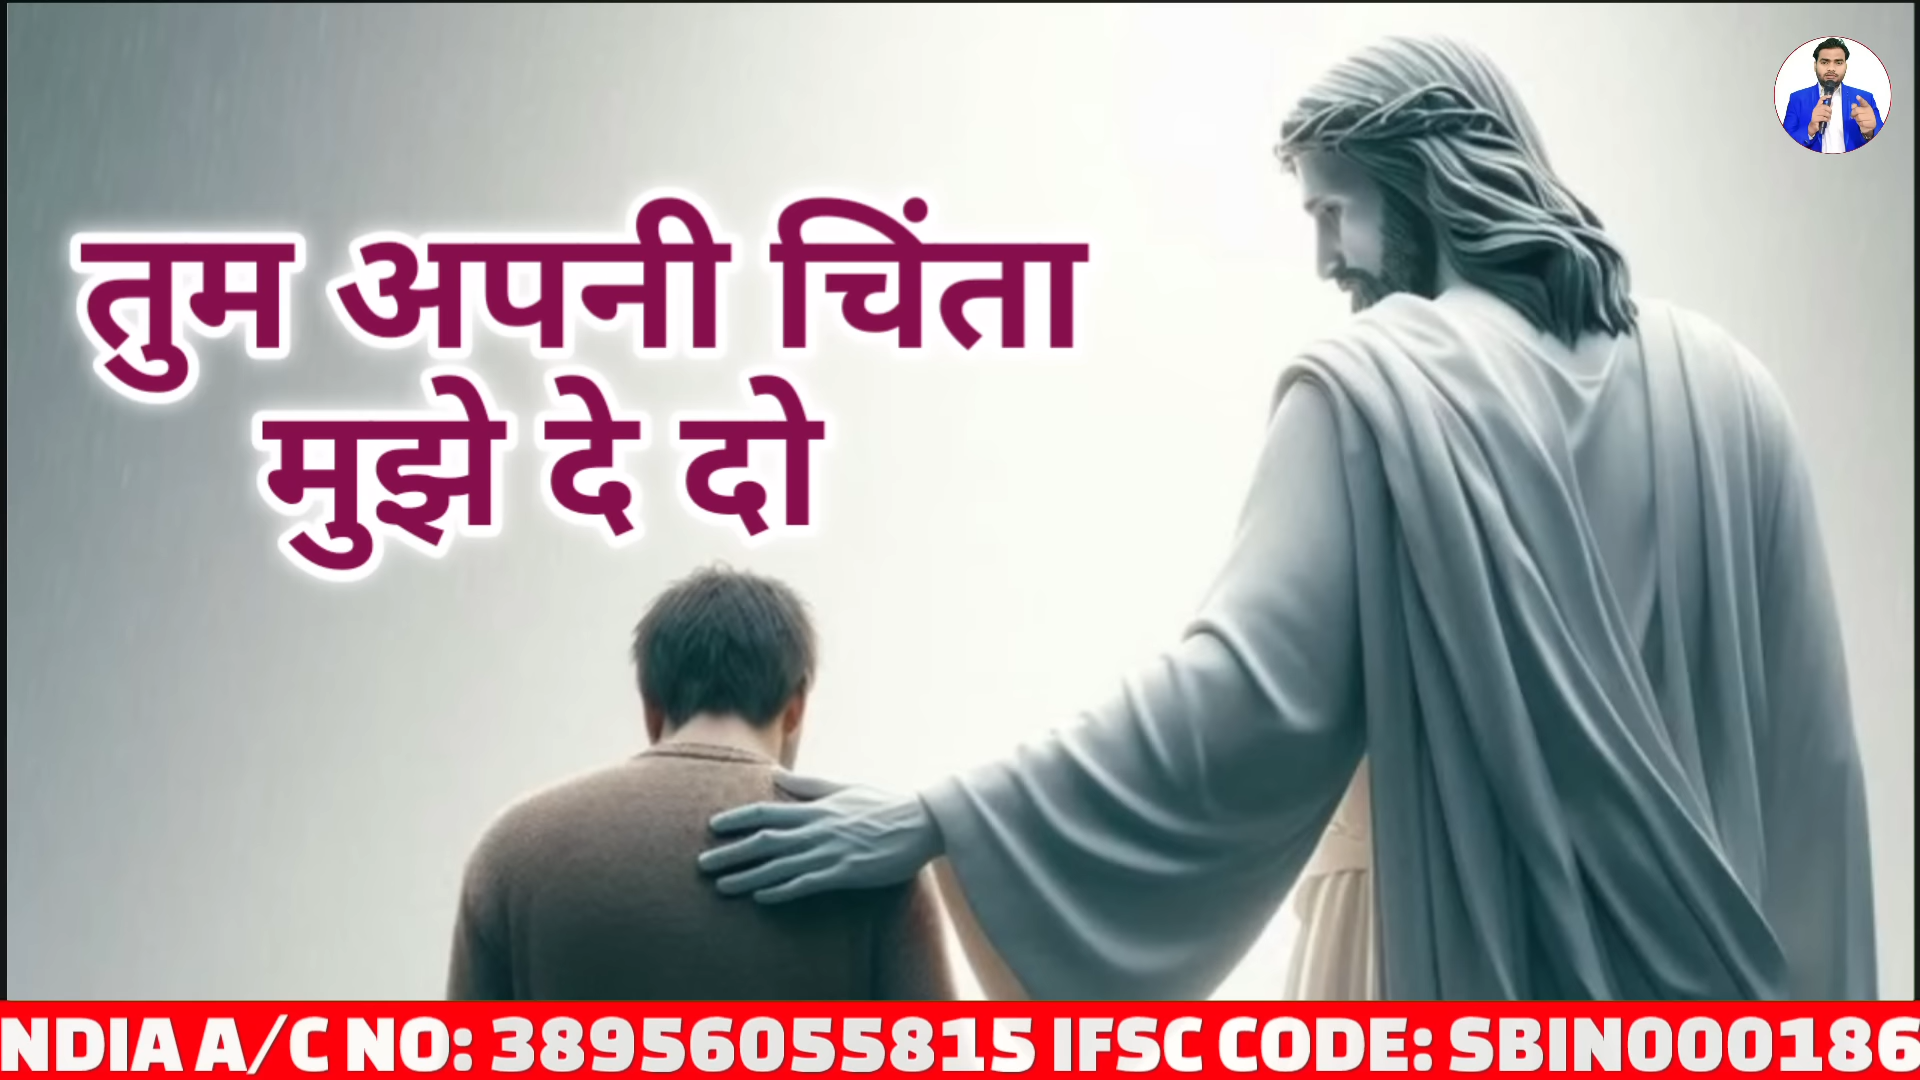 तुम अपनी चिंता
मुझे दे दो
NDIA A/C NO: 38956055815 IFSC CODE: SBIN000186